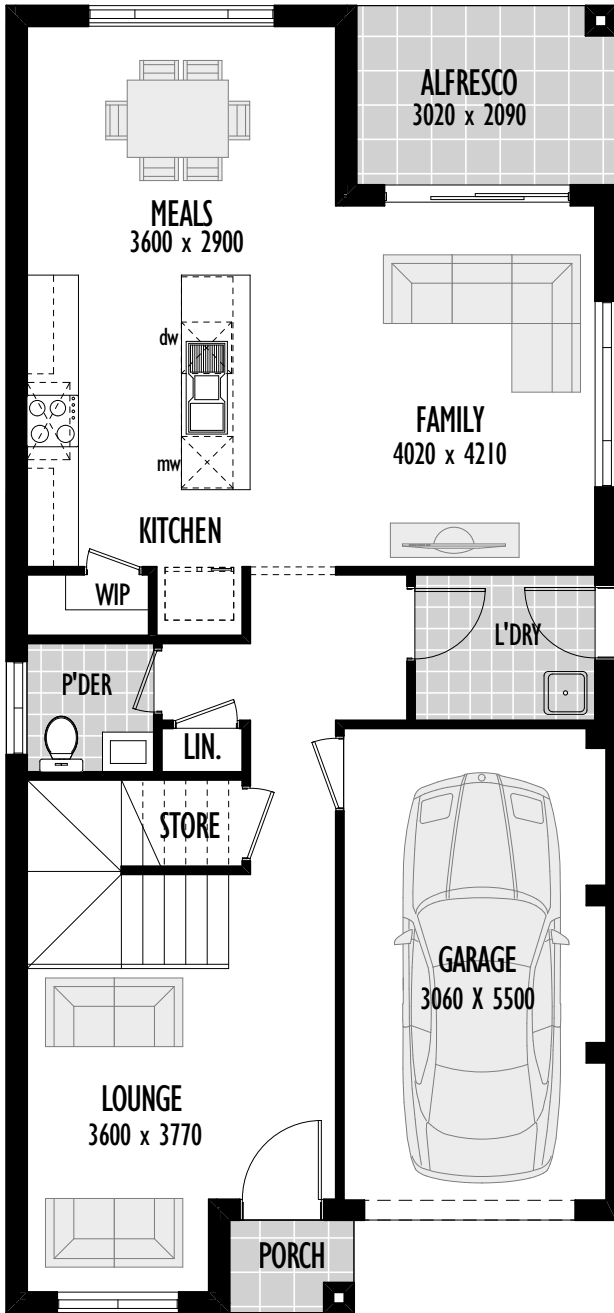 ALFRESCO
3020 x 2090
MEALS
3600 x 2900
dw
FAMILY
4020 x 4210
mw
KITCHEN
WIP
L'DRY
P'DER
LIN.
STORE
GARAGE
3060 X 5500
LOUNGE
3600 x 3770
PORCH